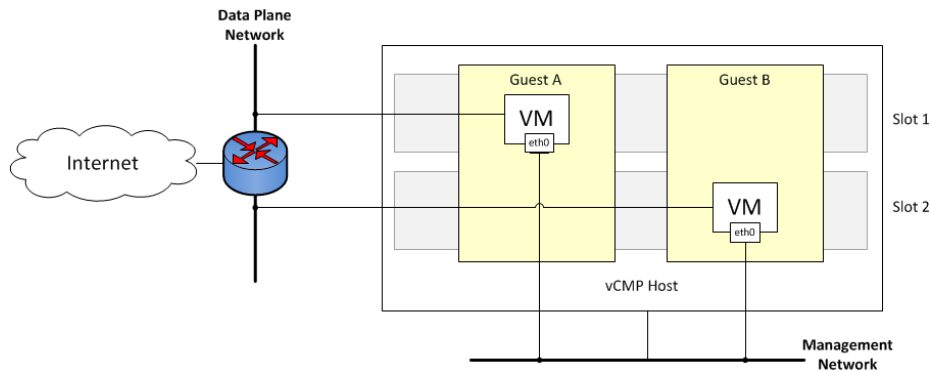 Data Plane
Network
Internet
Guest A
Guest B
VM
eth0
Slot 1
VM
eth0
Slot 2
vCMP Host
Management
Network